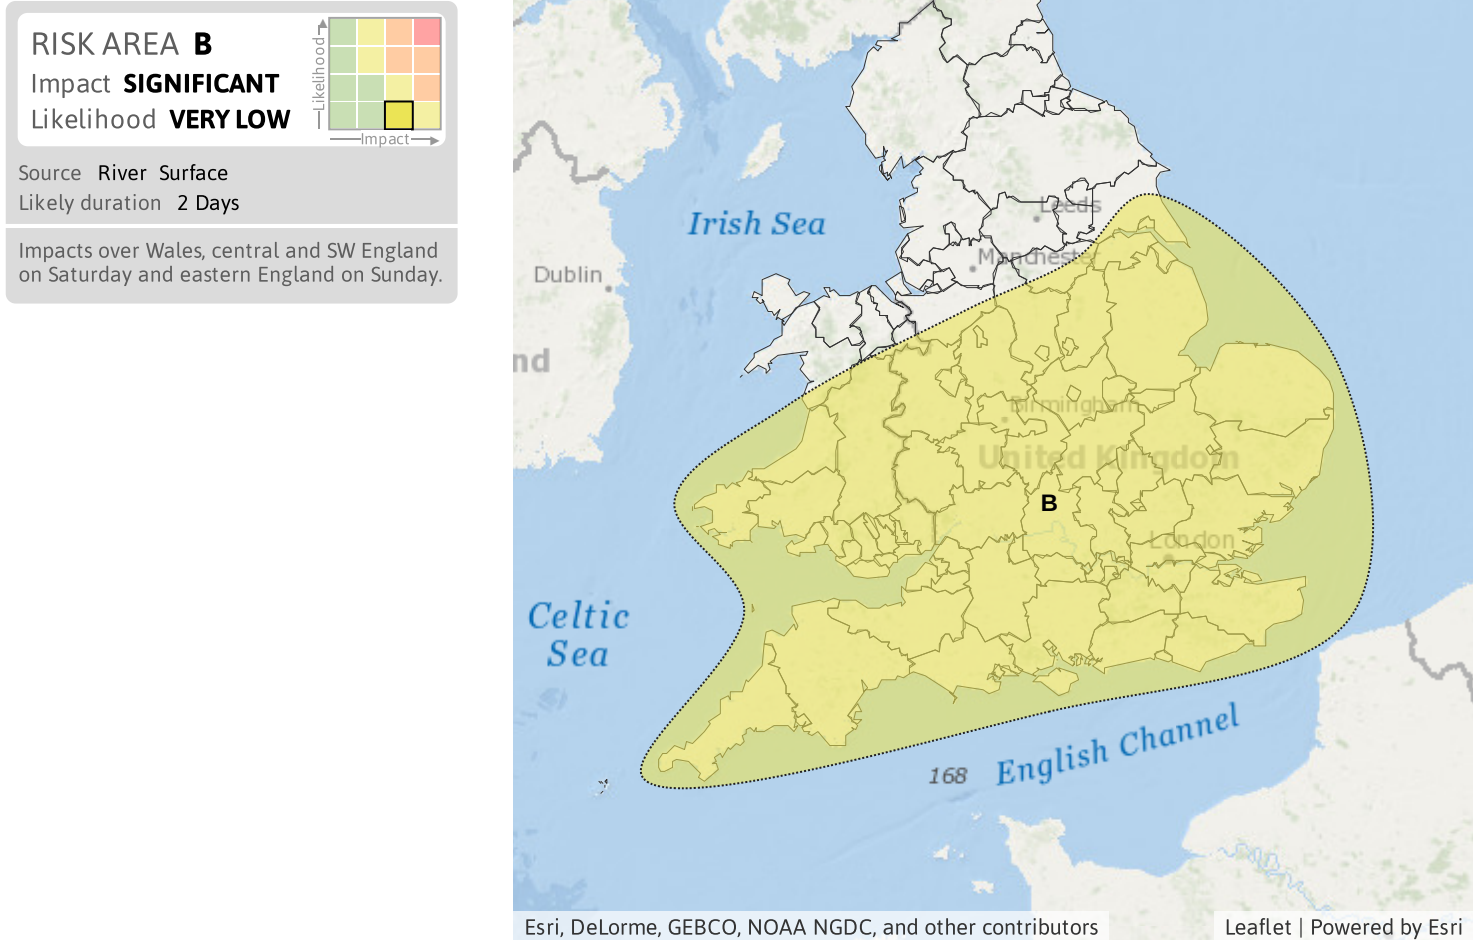 RISK AREA B
Impact SIGNIFICANT
Likelihood VERY LOW
Likelihood
Impact
Source River Surface
Likely duration 2 Days
Impacts over Wales, central and SW England
on Saturday and eastern England on Sunday.
Leeds
Irish Sea
Manchester
Dublin
nd
Birmingham
United Kingdom
B
London
Celtic
Sea
English Channel
168
Esri, DeLorme, GEBCO, NOAA NGDC, and other contributors
Leaflet | Powered by Esri